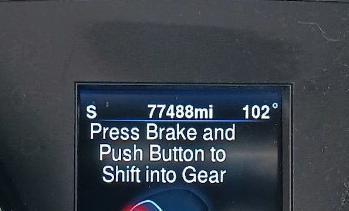 S 77488mi 102°
Press Brake and
Push Button to
Shift into Gear